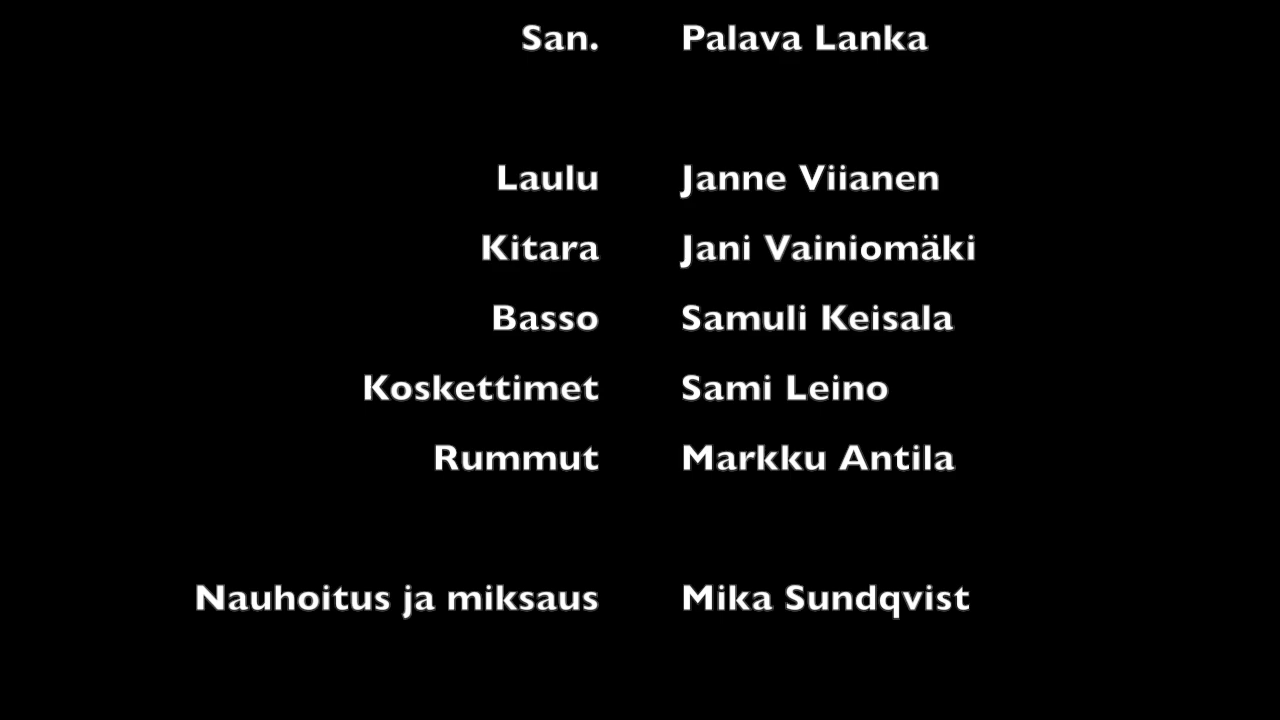 San. Palava Lanka
Laulu Janne Viianen
Kitara Jani Vainiomäki
Basso Samuli Keisala
Koskettimet Sami Leino
Rummut Markku Antila
Nauhoitus ja miksaus Mika Sundqvist